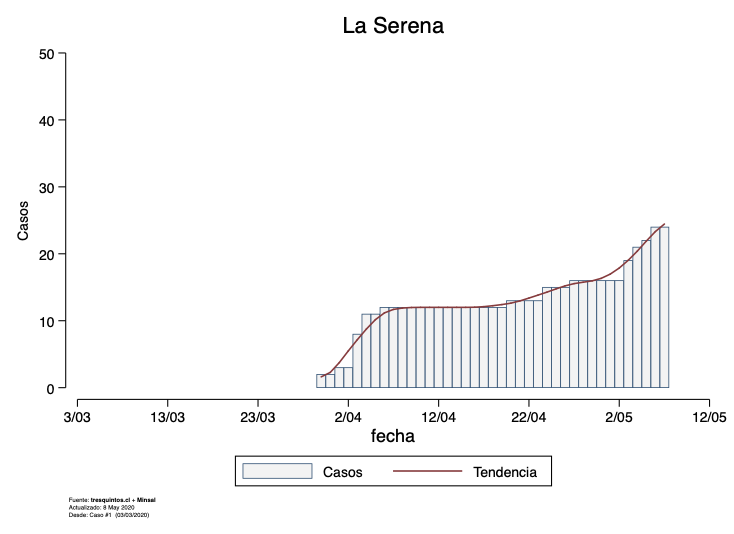 La Serena
50
40
30
20
10
0
Casos
3/03 13/03 23/03 2/04 12/04 22/04 2/05 12/05
fecha
Casos Tendencia
Fuente: tresquintos.cl + Minsal
Actualizado: 8 May 2020
Desde: Caso #1 (03/03/2020)